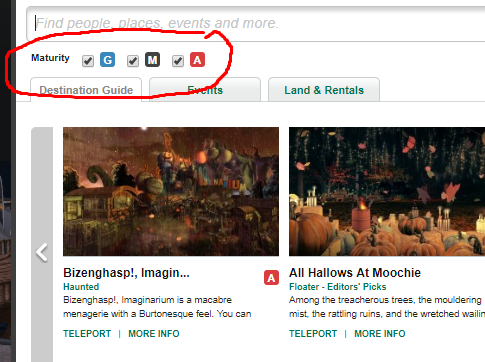 Find people, places, events and more.
Maturity G M A
Destination Guide Events Land & Rentals
Bizenghasp!, Imagin... A
Haunted
Bizenghasp!, Imaginarium is a macabre
menagerie with a Burtonesque feel. You can
TELEPORT | MORE INFO
All Hallows At Moochie
Floater - Editors' Picks
Among the treacherous trees, the mouldering
mist, the rattling ruins, and the wretched wailin
TELEPORT | MORE INFO